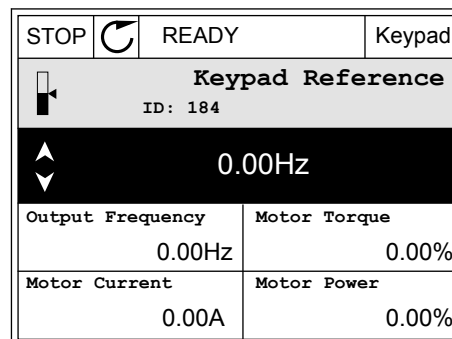 STOP READY Keypad
Keypad Reference
ID: 184
0.00Hz
Output Frequency Motor Torque
0.00Hz 0.00%
Motor Current Motor Power
0.00A 0.00%